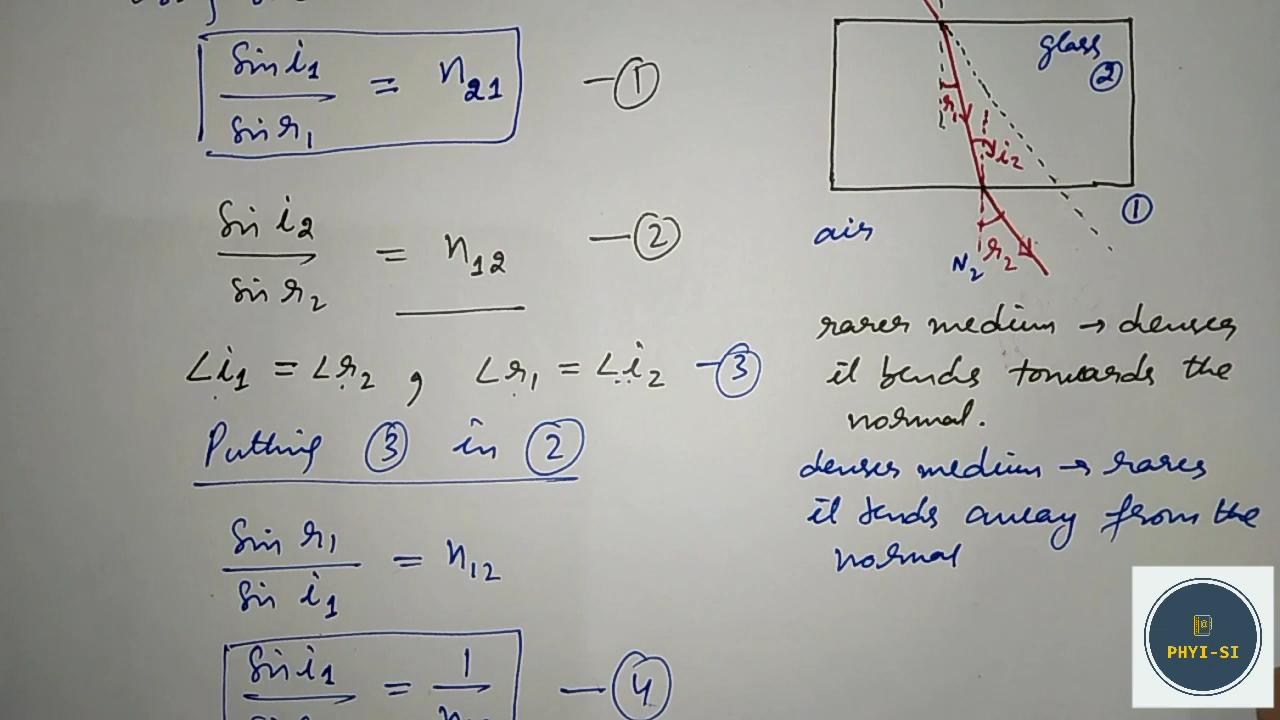 Sin i1 / Sin r1 = n21 — 1
Sin i2 / Sin r2 = n12 — 2
∠i1 = ∠r2 , ∠r1 = ∠i2 — 3
Putting 3 in 2
Sin r1 / Sin i1 = n12
Sin i1 = 1 — 4
glass
2
r1
i2
1
air
N2 r2
rarer medium → denser
it bends towards the
normal.
denser medium → rarer
it bends away from the
normal
PHYI-SI